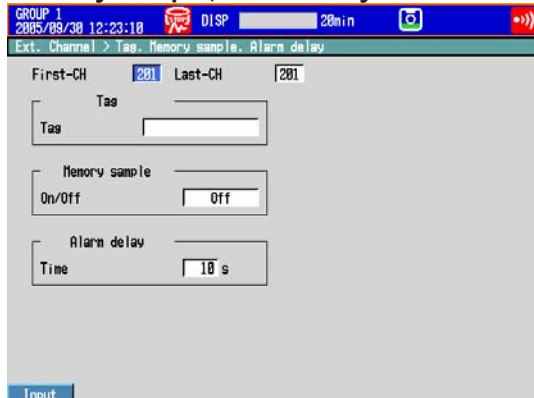 GROUP 1
2005/09/30 12:23:10 DISP 20min
Ext. Channel > Tag, Memory sample, Alarm delay
First-CH 201 Last-CH 201
Tag
Tag
Memory sample
On/Off Off
Alarm delay
Time 10 s
Input